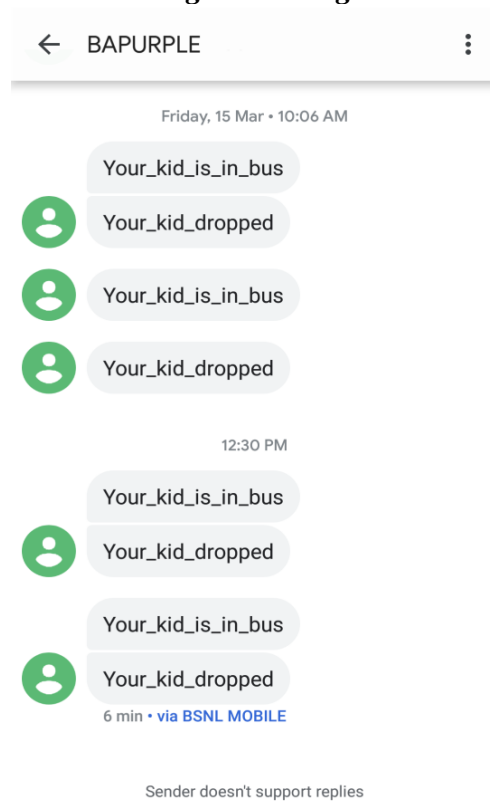 BAPURPLE
Friday, 15 Mar • 10:06 AM
Your_kid_is_in_bus
Your_kid_dropped
Your_kid_is_in_bus
Your_kid_dropped
12:30 PM
Your_kid_is_in_bus
Your_kid_dropped
Your_kid_is_in_bus
Your_kid_dropped
6 min • via BSNL MOBILE
Sender doesn't support replies